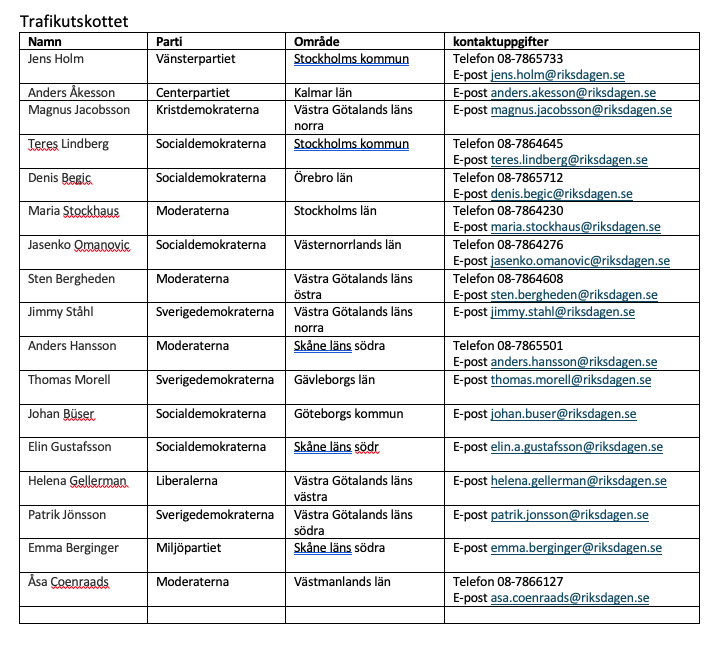 Trafikutskottet
Namn Parti Område kontaktuppgifter
Jens Holm Vänsterpartiet Stockholms kommun Telefon 08-7865733
E-post jens.holm@riksdagen.se
Anders Åkesson Centerpartiet Kalmar län E-post anders.akesson@riksdagen.se
Magnus Jacobsson Kristdemokraterna Västra Götalands läns E-post magnus.jacobsson@riksdagen.se
norra
Teres Lindberg Socialdemokraterna Stockholms kommun Telefon 08-7864645
E-post teres.lindberg@riksdagen.se
Denis Begic Socialdemokraterna Örebro län Telefon 08-7865712
E-post denis.begic@riksdagen.se
Maria Stockhaus Moderaterna Stockholms län Telefon 08-7864230
E-post maria.stockhaus@riksdagen.se
Jasenko Omanovic Socialdemokraterna Västernorrlands län Telefon 08-7864276
E-post jasenko.omanovic@riksdagen.se
Sten Bergheden Moderaterna Västra Götalands läns Telefon 08-7864608
östra E-post sten.bergheden@riksdagen.se
Jimmy Ståhl Sverigedemokraterna Västra Götalands läns E-post jimmy.stahl@riksdagen.se
norra
Anders Hansson Moderaterna Skåne läns södra Telefon 08-7865501
E-post anders.hansson@riksdagen.se
Thomas Morell Sverigedemokraterna Gävleborgs län E-post thomas.morell@riksdagen.se
Johan Büser Socialdemokraterna Göteborgs kommun E-post johan.buser@riksdagen.se
Elin Gustafsson Socialdemokraterna Skåne läns södr E-post elin.a.gustafsson@riksdagen.se
Helena Gellerman Liberalerna Västra Götalands läns E-post helena.gellerman@riksdagen.se
västra
Patrik Jönsson Sverigedemokraterna Västra Götalands läns E-post patrik.jonsson@riksdagen.se
södra
Emma Berginger Miljöpartiet Skåne läns södra E-post emma.berginger@riksdagen.se
Åsa Coenraads Moderaterna Västmanlands län Telefon 08-7866127
E-post asa.coenraads@riksdagen.se